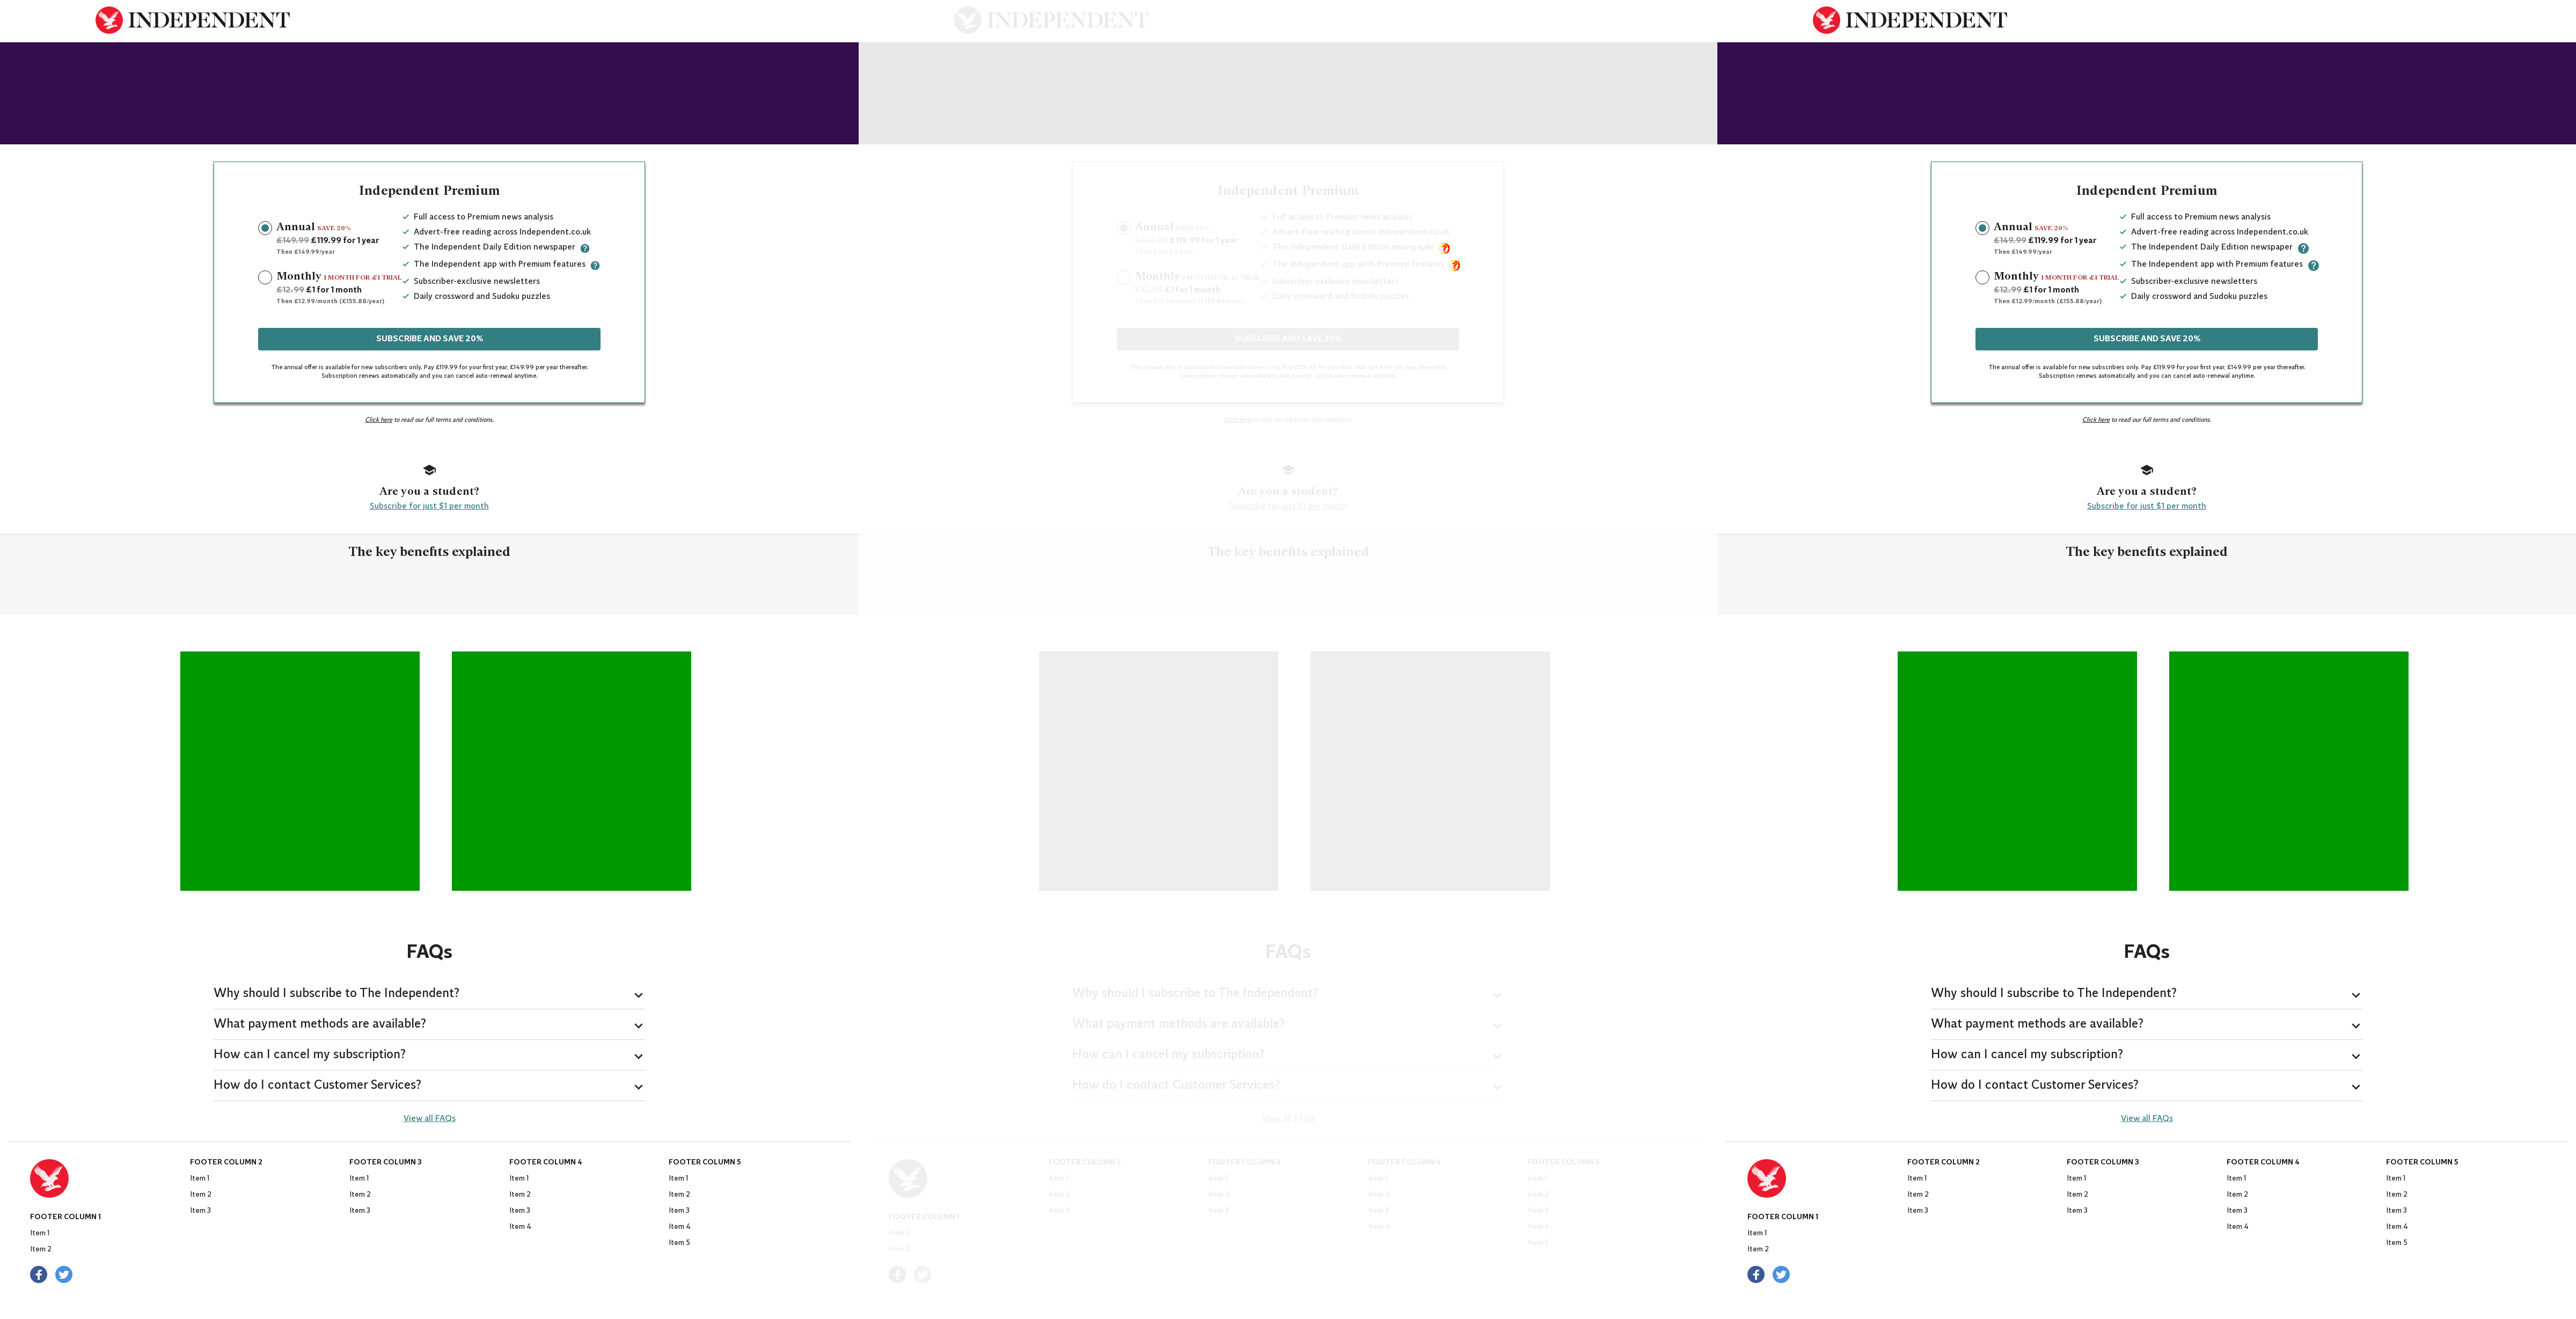 INDEPENDENT
Independent Premium
Annual SAVE 20%
£149.99 £119.99 for 1 year
Then £149.99/year
Monthly 1 MONTH FOR £1 TRIAL
£12.99 £1 for 1 month
Then £12.99/month (£155.88/year)
Full access to Premium news analysis
Advert-free reading across Independent.co.uk
The Independent Daily Edition newspaper ?
The Independent app with Premium features ?
Subscriber-exclusive newsletters
Daily crossword and Sudoku puzzles
SUBSCRIBE AND SAVE 20%
The annual offer is available for new subscribers only. Pay £119.99 for your first year, £149.99 per year thereafter.
Subscription renews automatically and you can cancel auto-renewal anytime.
Click here to read our full terms and conditions.
Are you a student?
Subscribe for just $1 per month
The key benefits explained
FAQs
Why should I subscribe to The Independent?
What payment methods are available?
How can I cancel my subscription?
How do I contact Customer Services?
View all FAQs
FOOTER COLUMN 1
Item 1
Item 2
FOOTER COLUMN 2
Item 1
Item 2
Item 3
FOOTER COLUMN 3
Item 1
Item 2
Item 3
FOOTER COLUMN 4
Item 1
Item 2
Item 3
Item 4
FOOTER COLUMN 5
Item 1
Item 2
Item 3
Item 4
Item 5
INDEPENDENT
Independent Premium
Annual SAVE 20%
£149.99 £119.99 for 1 year
Then £149.99/year
Monthly 1 MONTH FOR £1 TRIAL
£12.99 £1 for 1 month
Then £12.99/month (£155.88/year)
Full access to Premium news analysis
Advert-free reading across Independent.co.uk
The Independent Daily Edition newspaper
The Independent app with Premium features
Subscriber-exclusive newsletters
Daily crossword and Sudoku puzzles
SUBSCRIBE AND SAVE 20%
The annual offer is available for new subscribers only. Pay £119.99 for your first year, £149.99 per year thereafter.
Subscription renews automatically and you can cancel auto-renewal anytime.
Click here to read our full terms and conditions.
Are you a student?
Subscribe for just $1 per month
The key benefits explained
FAQs
Why should I subscribe to The Independent?
What payment methods are available?
How can I cancel my subscription?
How do I contact Customer Services?
View all FAQs
FOOTER COLUMN 1
Item 1
Item 2
FOOTER COLUMN 2
Item 1
Item 2
Item 3
FOOTER COLUMN 3
Item 1
Item 2
Item 3
FOOTER COLUMN 4
Item 1
Item 2
Item 3
Item 4
FOOTER COLUMN 5
Item 1
Item 2
Item 3
Item 4
Item 5
INDEPENDENT
Independent Premium
Annual SAVE 20%
£149.99 £119.99 for 1 year
Then £149.99/year
Monthly 1 MONTH FOR £1 TRIAL
£12.99 £1 for 1 month
Then £12.99/month (£155.88/year)
Full access to Premium news analysis
Advert-free reading across Independent.co.uk
The Independent Daily Edition newspaper ?
The Independent app with Premium features ?
Subscriber-exclusive newsletters
Daily crossword and Sudoku puzzles
SUBSCRIBE AND SAVE 20%
The annual offer is available for new subscribers only. Pay £119.99 for your first year, £149.99 per year thereafter.
Subscription renews automatically and you can cancel auto-renewal anytime.
Click here to read our full terms and conditions.
Are you a student?
Subscribe for just $1 per month
The key benefits explained
FAQs
Why should I subscribe to The Independent?
What payment methods are available?
How can I cancel my subscription?
How do I contact Customer Services?
View all FAQs
FOOTER COLUMN 1
Item 1
Item 2
FOOTER COLUMN 2
Item 1
Item 2
Item 3
FOOTER COLUMN 3
Item 1
Item 2
Item 3
FOOTER COLUMN 4
Item 1
Item 2
Item 3
Item 4
FOOTER COLUMN 5
Item 1
Item 2
Item 3
Item 4
Item 5